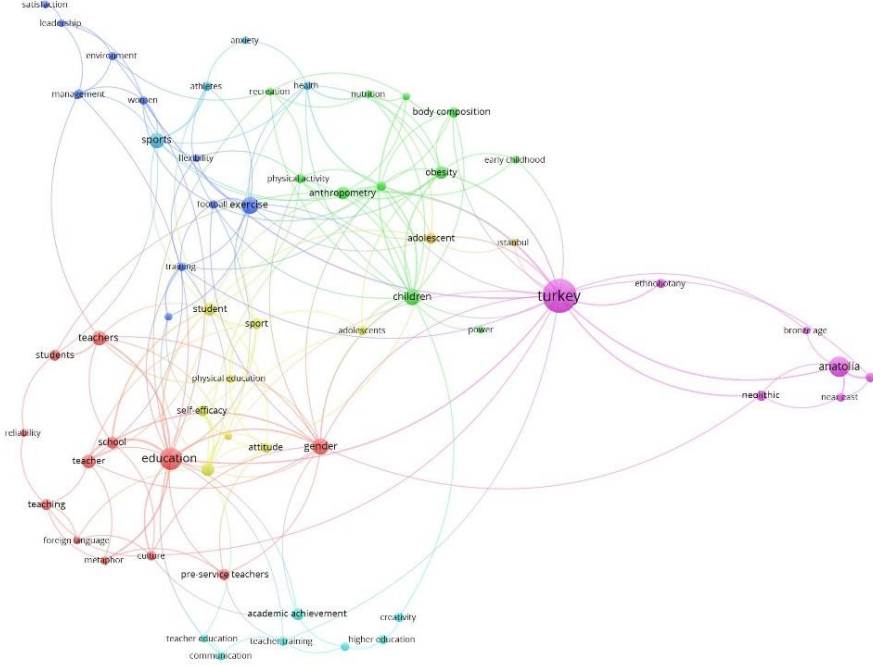 satisfaction
leadership
anxiety
environment
athletes
recreation
health
nutrition
management
women
body composition
sports
flexibility
early childhood
physical activity
obesity
anthropometry
football
exercise
adolescent
istanbul
training
children
turkey
ethnobotany
student
sport
adolescents
power
bronze age
teachers
students
anatolia
physical education
neolithic
near east
self-efficacy
reliability
school
attitude
gender
teacher
education
teaching
foreign language
metaphor
culture
pre-service teachers
academic achievement
creativity
teacher education
teacher training
higher education
communication